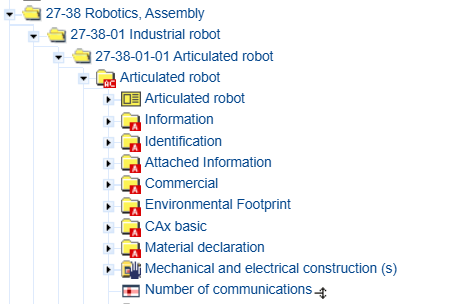 27-38 Robotics, Assembly
27-38-01 Industrial robot
27-38-01-01 Articulated robot
Articulated robot
Articulated robot
Information
Identification
Attached Information
Commercial
Environmental Footprint
CAx basic
Material declaration
Mechanical and electrical construction (s)
Number of communications